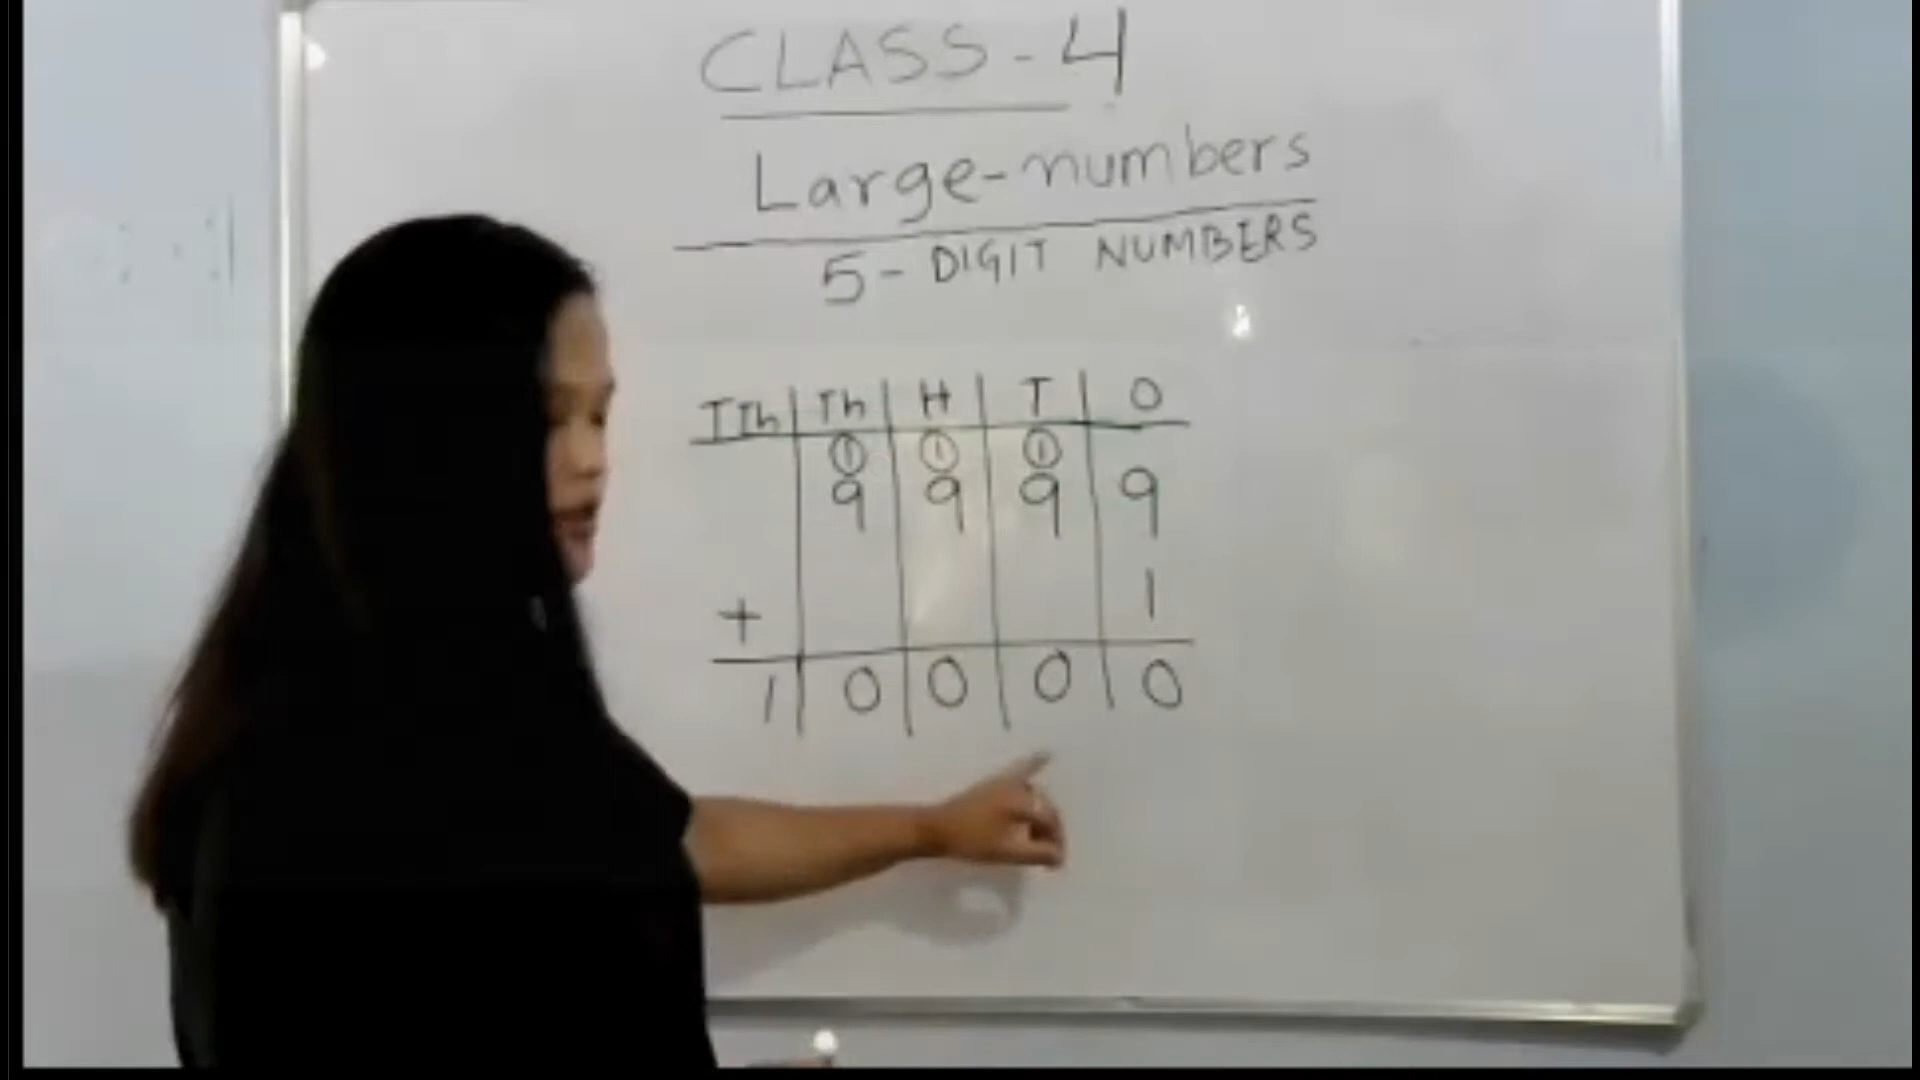 CLASS - 4
Large-numbers
5 - DIGIT NUMBERS
TTh Th H T O
1 1 1
9 9 9 9
1
+
1 0 0 0 0